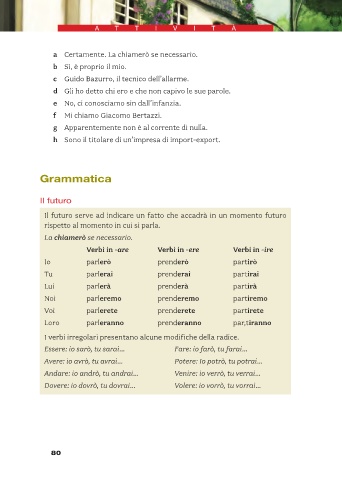 ATTIVITÀ
a Certamente. La chiamerò se necessario.
b Sì, è proprio il mio.
c Guido Bazurro, il tecnico dell'allarme.
d Gli ho detto chi ero e che non capivo le sue parole.
e No, ci conosciamo sin dall'infanzia.
f Mi chiamo Giacomo Bertazzi.
g Apparentemente non è al corrente di nulla.
h Sono il titolare di un'impresa di import-export.
Grammatica
Il futuro
Il futuro serve ad indicare un fatto che accadrà in un momento futuro
rispetto al momento in cui si parla.
La chiamerò se necessario.
Verbi in -are Verbi in -ere Verbi in -ire
Io parlerò prenderò partirò
Tu parlerai prenderai partirai
Lui parlerà prenderà partirà
Noi parleremo prenderemo partiremo
Voi parlerete prenderete partirete
Loro parleranno prenderanno par,tiranno
I verbi irregolari presentano alcune modifiche della radice.
Essere: io sarò, tu sarai... Fare: io farò, tu farai...
Avere: io avrò, tu avrai... Potere: Io potrò, tu potrai...
Andare: io andrò, tu andrai... Venire: io verrò, tu verrai...
Dovere: io dovrò, tu dovrai... Volere: io vorrò, tu vorrai...
80